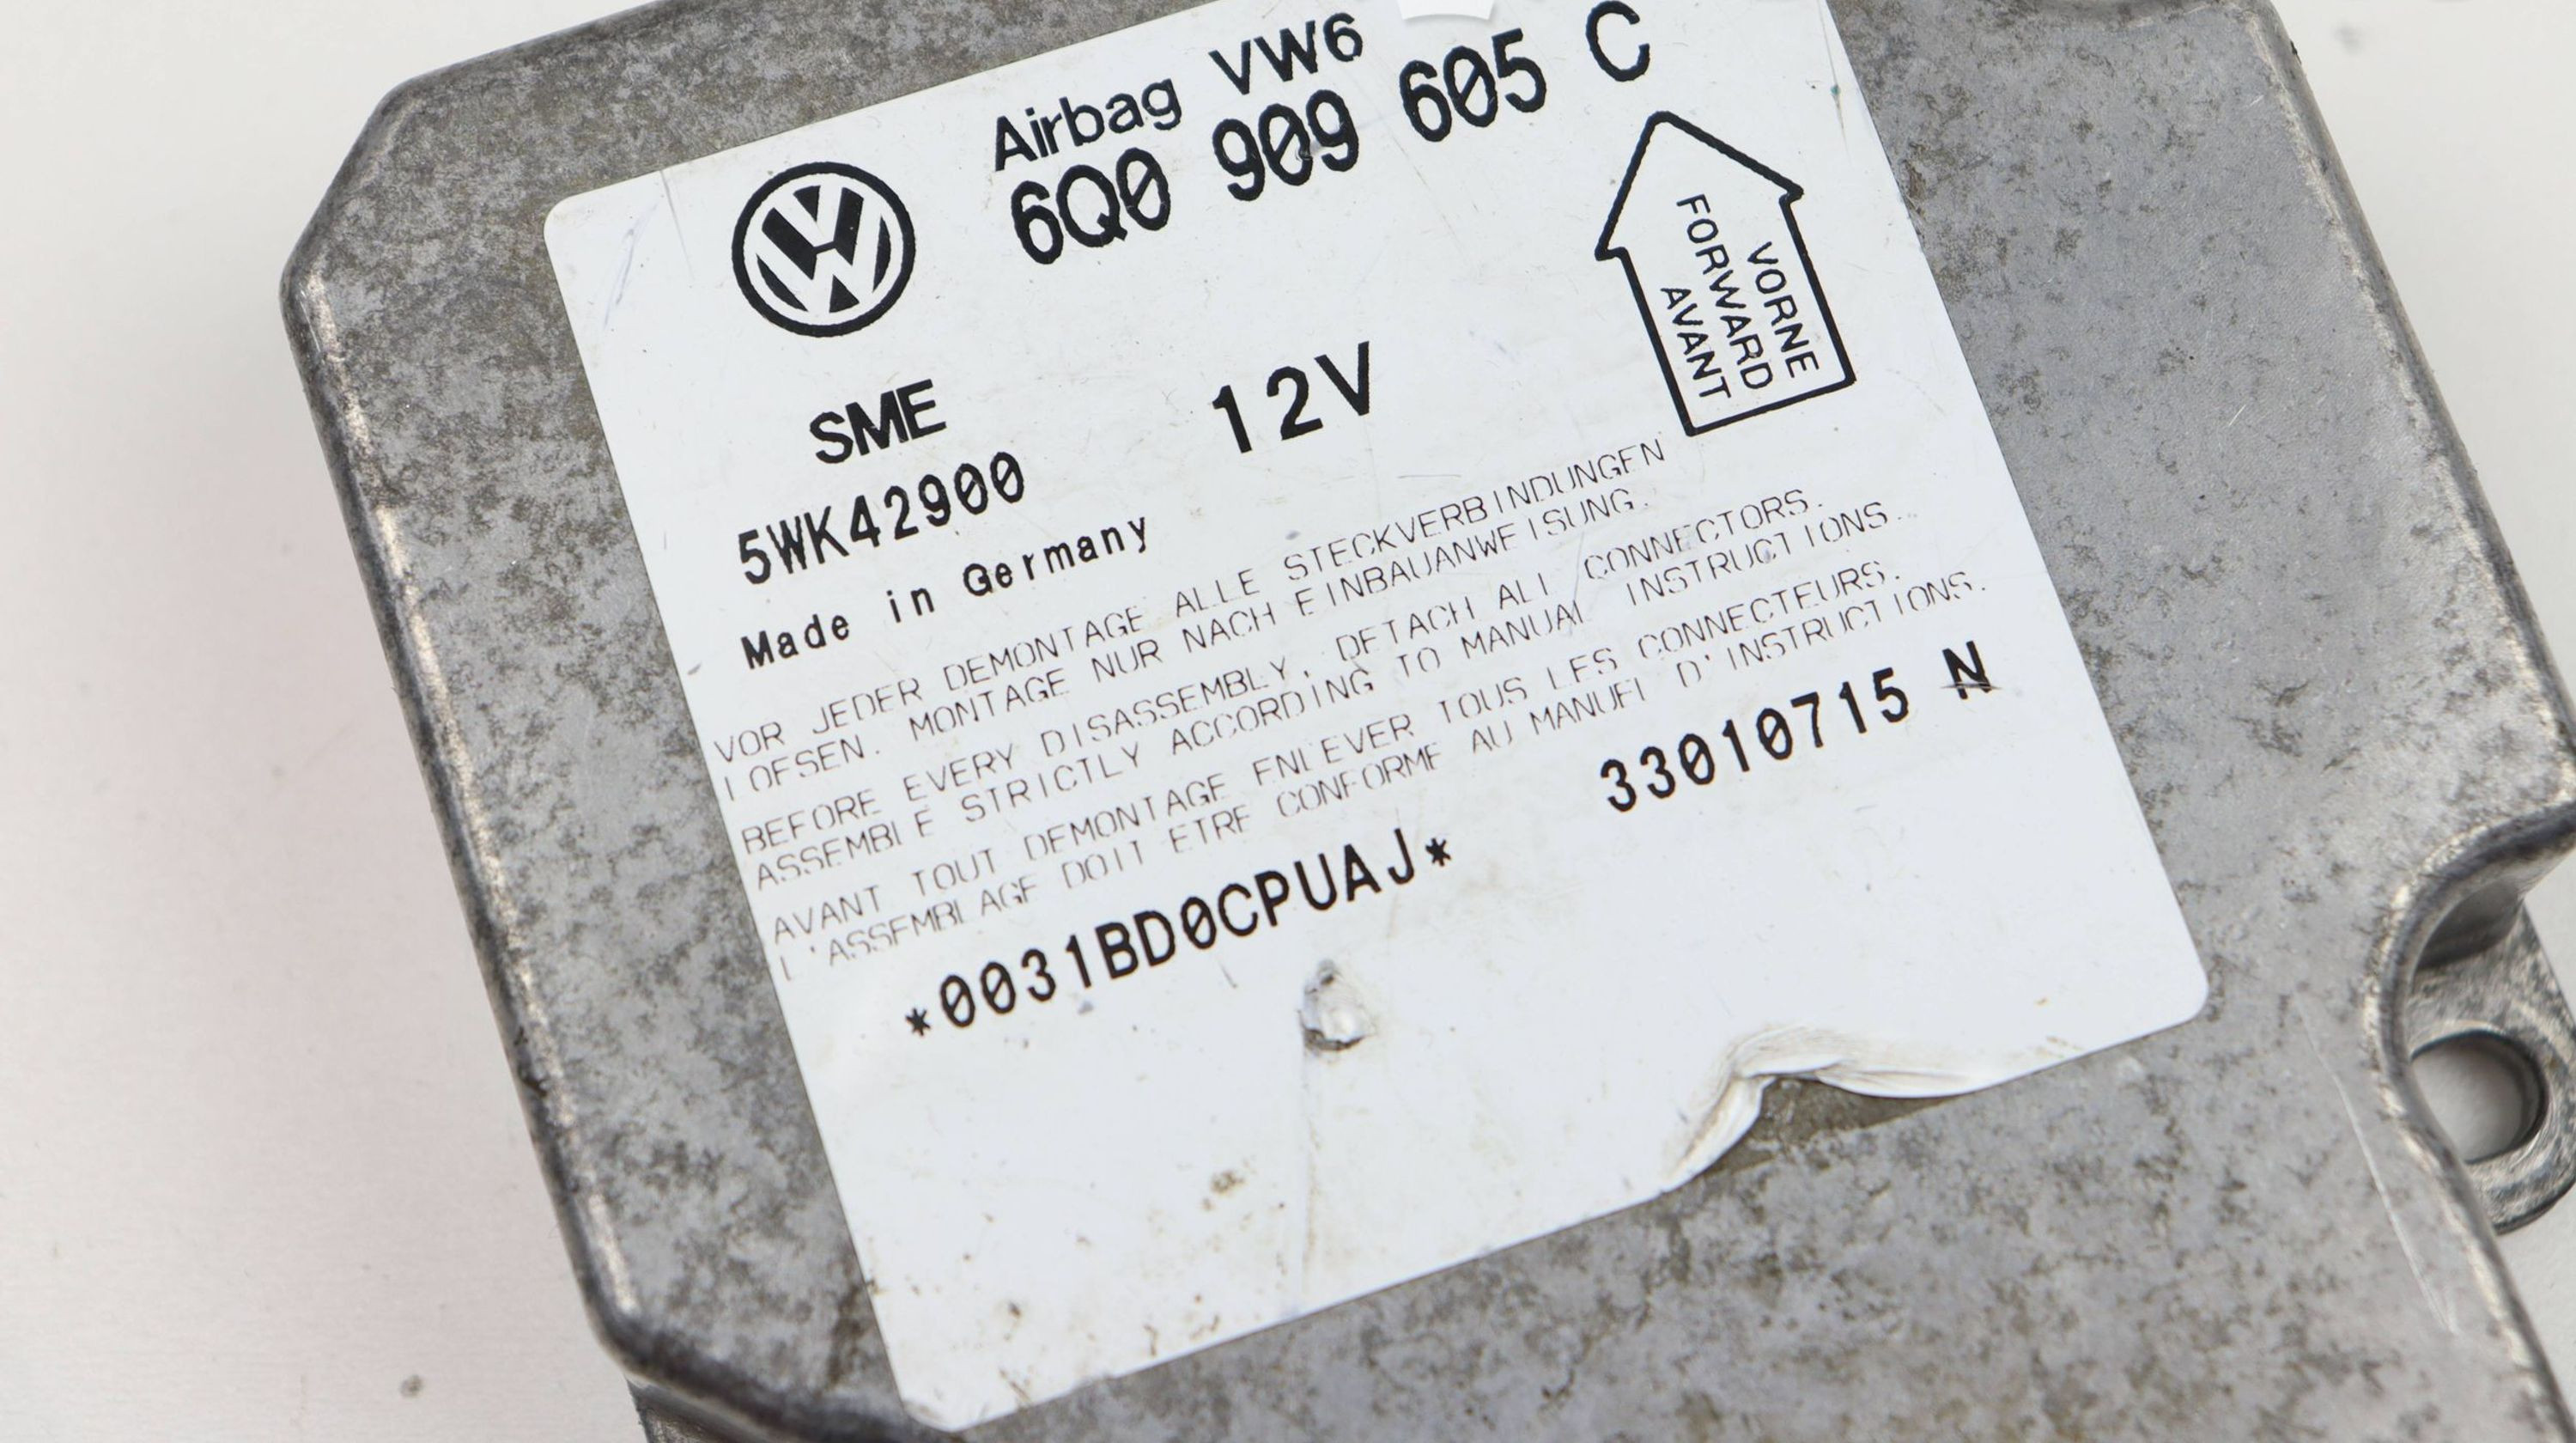 Airbag VW6
6Q0 909 605 C
VORNE
FORWARD
AVANT
SME
12V
5WK42900
Made in Germany
VOR JEDER DEMONTAGE ALLE STECKVERBINDUNGEN
LOESEN. MONTAGE NUR NACH EINBAUANWEISUNG.
BEFORE EVERY DISASSEMBLY, DETACH ALL CONNECTORS.
ASSEMBLE STRICTLY ACCORDING TO MANUAL INSTRUCTIONS.
AVANT TOUT DEMONTAGE ENLEVER TOUS LES CONNECTEURS.
L'ASSEMBLAGE DOIT ETRE CONFORME AU MANUEL D'INSTRUCTIONS.
33010715 N
*0031BD0CPUAJ*